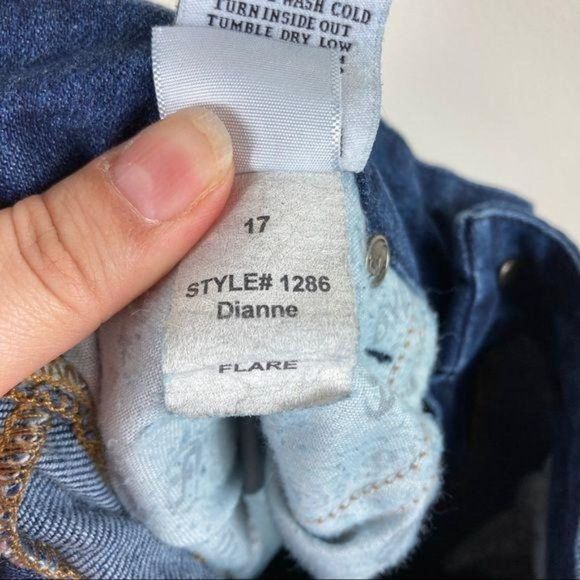 WASH COLD
TURN INSIDE OUT
TUMBLE DRY LOW
17
STYLE# 1286
Dianne
FLARE